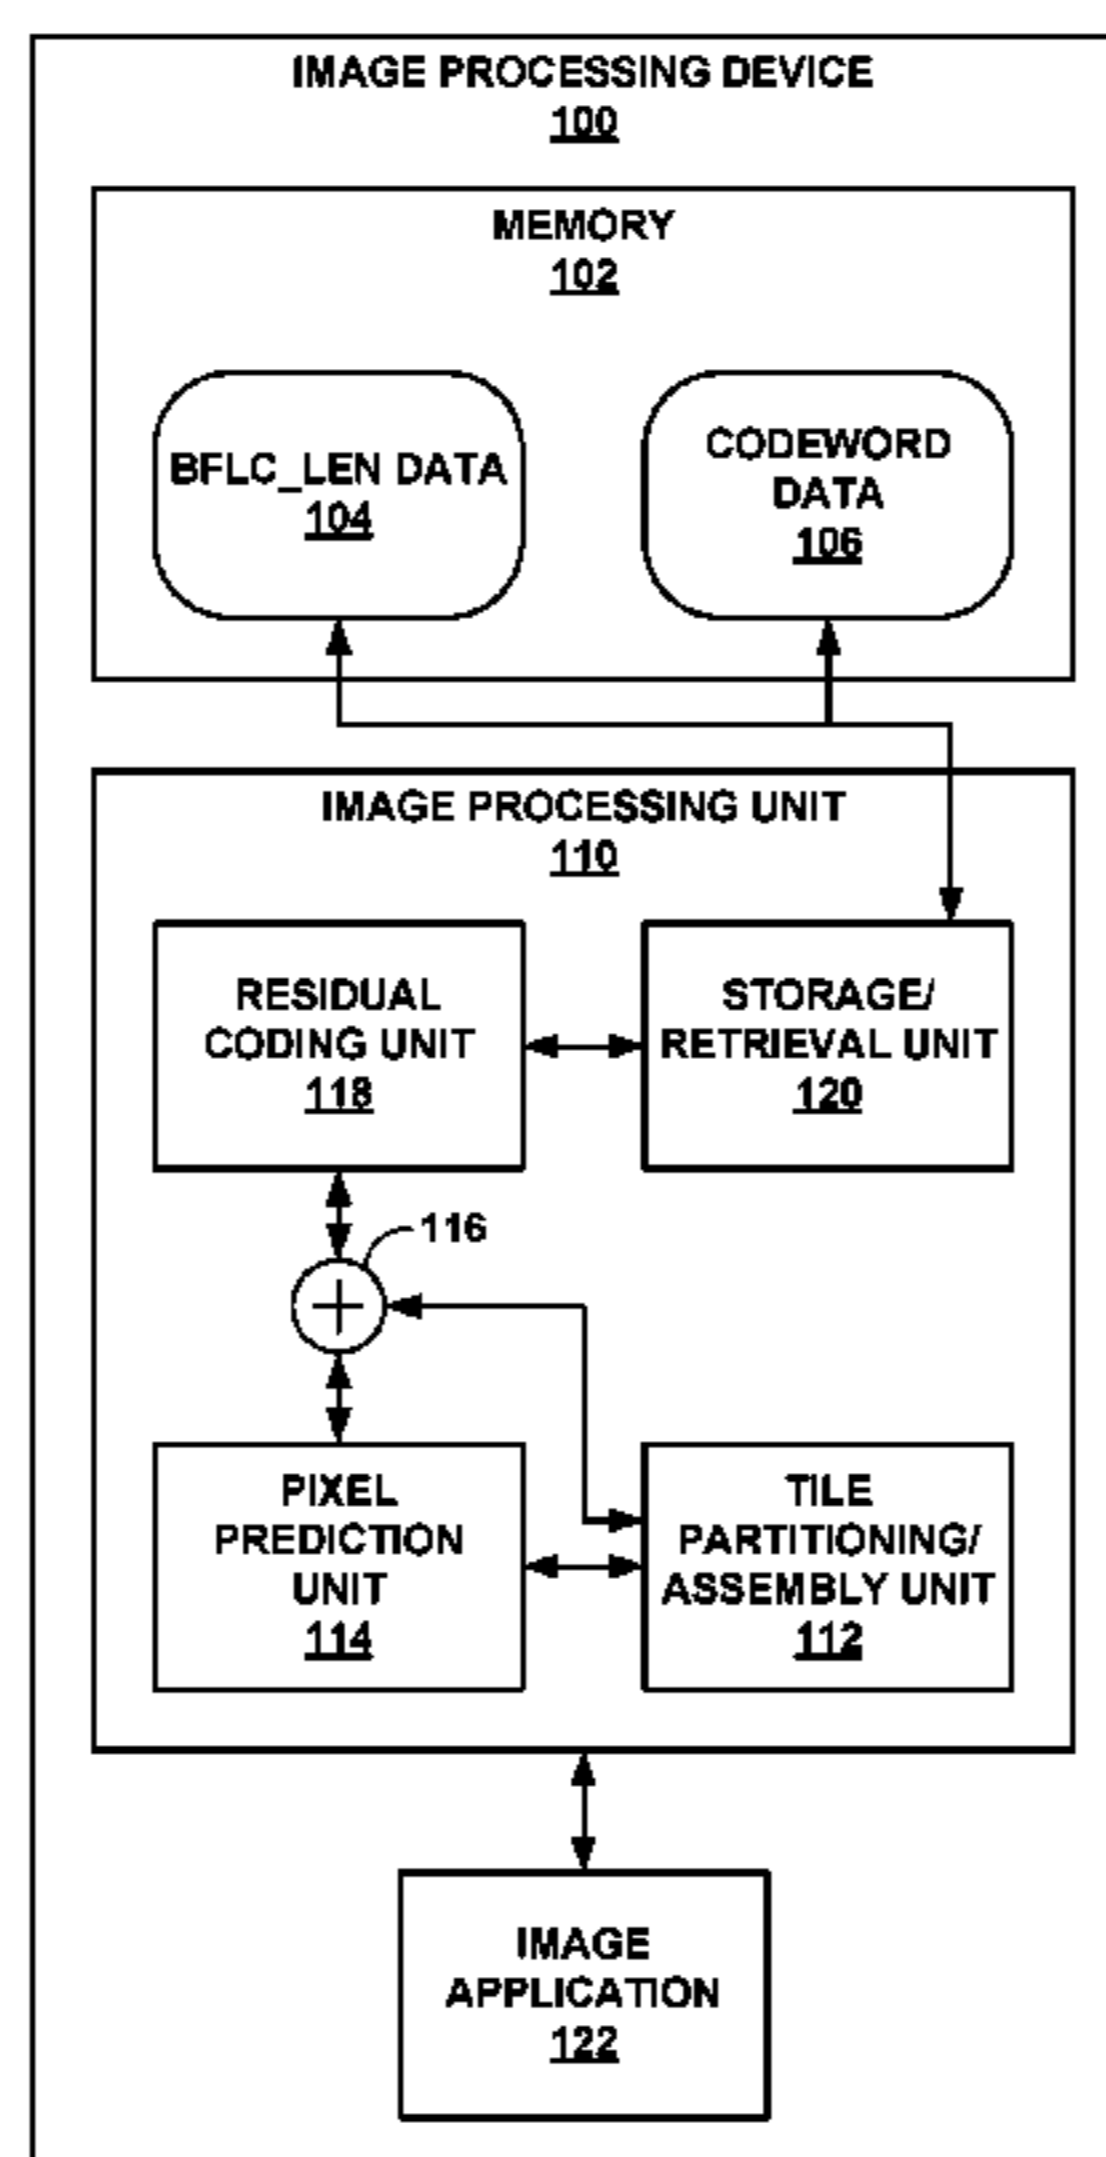 IMAGE PROCESSING DEVICE
100
MEMORY
102
BFLC_LEN DATA
104
CODEWORD
DATA
106
IMAGE PROCESSING UNIT
110
RESIDUAL
CODING UNIT
118
STORAGE/
RETRIEVAL UNIT
120
116
PIXEL
PREDICTION
UNIT
114
TILE
PARTITIONING/
ASSEMBLY UNIT
112
IMAGE
APPLICATION
122